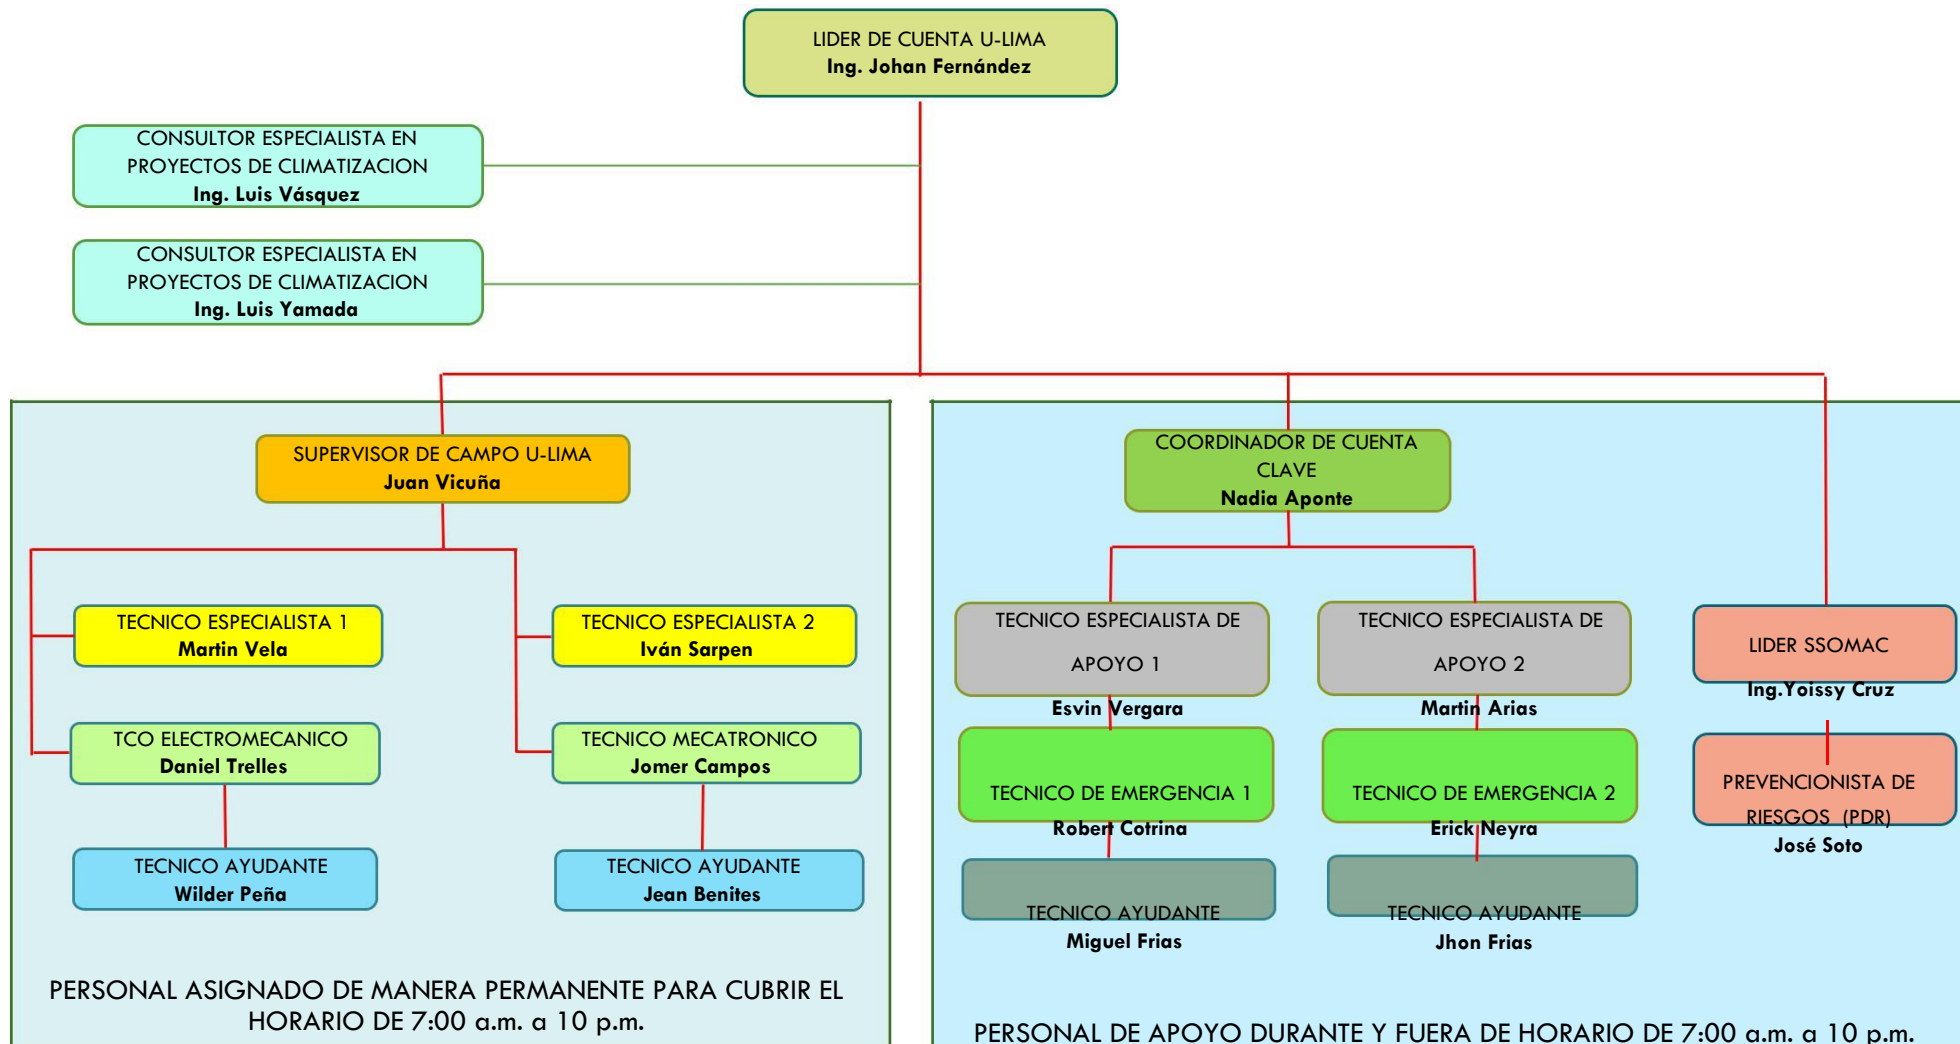 LIDER DE CUENTA U-LIMA
Ing. Johan Fernández
CONSULTOR ESPECIALISTA EN
PROYECTOS DE CLIMATIZACION
Ing. Luis Vásquez
CONSULTOR ESPECIALISTA EN
PROYECTOS DE CLIMATIZACION
Ing. Luis Yamada
SUPERVISOR DE CAMPO U-LIMA
Juan Vicuña
TECNICO ESPECIALISTA 1
Martin Vela
TECNICO ESPECIALISTA 2
Iván Sarpen
TCO ELECTROMECANICO
Daniel Trelles
TECNICO MECATRONICO
Jomer Campos
TECNICO AYUDANTE
Wilder Peña
TECNICO AYUDANTE
Jean Benites
PERSONAL ASIGNADO DE MANERA PERMANENTE PARA CUBRIR EL
HORARIO DE 7:00 a.m. a 10 p.m.
COORDINADOR DE CUENTA
CLAVE
Nadia Aponte
TECNICO ESPECIALISTA DE
APOYO 1
Esvin Vergara
TECNICO ESPECIALISTA DE
APOYO 2
Martin Arias
LIDER SSOMAC
Ing.Yoissy Cruz
TECNICO DE EMERGENCIA 1
Robert Cotrina
TECNICO DE EMERGENCIA 2
Erick Neyra
PREVENCIONISTA DE
RIESGOS (PDR)
José Soto
TECNICO AYUDANTE
Miguel Frias
TECNICO AYUDANTE
Jhon Frias
PERSONAL DE APOYO DURANTE Y FUERA DE HORARIO DE 7:00 a.m. a 10 p.m.